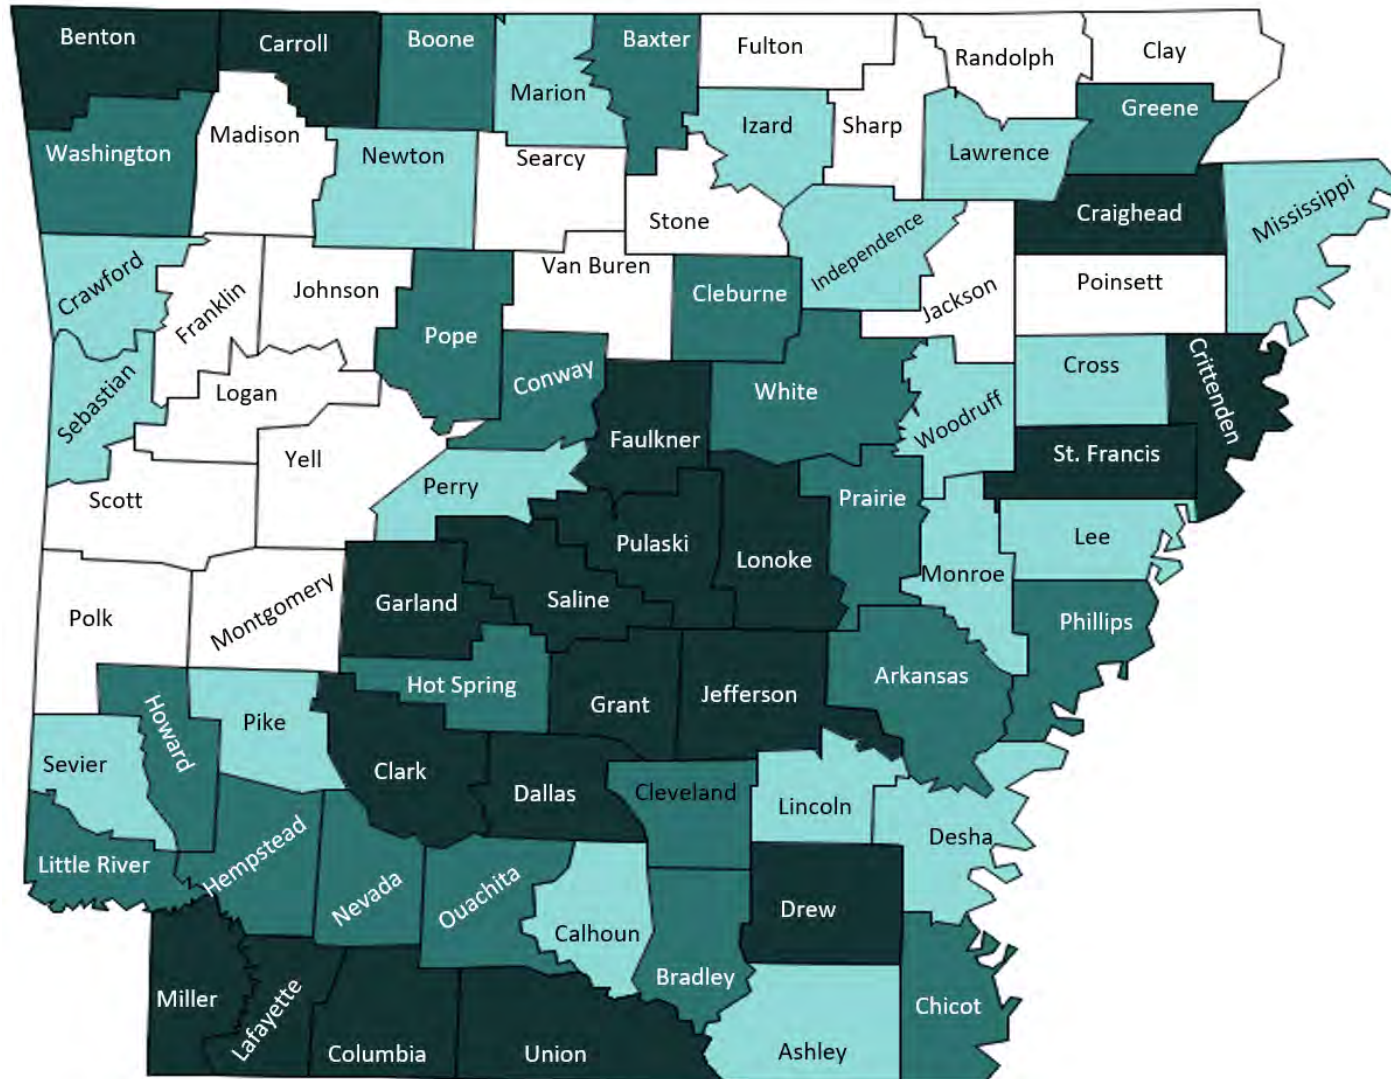 Benton
Carroll
Boone
Marion
Baxter
Fulton
Randolph
Clay
Washington
Madison
Newton
Searcy
Izard
Sharp
Lawrence
Greene
Stone
Craighead
Mississippi
Crawford
Franklin
Johnson
Van Buren
Cleburne
Independence
Jackson
Poinsett
Pope
Sebastian
Logan
Conway
White
Woodruff
Cross
Crittenden
Yell
Faulkner
St. Francis
Scott
Perry
Prairie
Pulaski
Lonoke
Lee
Monroe
Polk
Montgomery
Garland
Saline
Phillips
Howard
Pike
Hot Spring
Grant
Jefferson
Arkansas
Sevier
Clark
Dallas
Cleveland
Lincoln
Desha
Little River
Hempstead
Nevada
Ouachita
Calhoun
Drew
Bradley
Miller
Lafayette
Columbia
Union
Ashley
Chicot